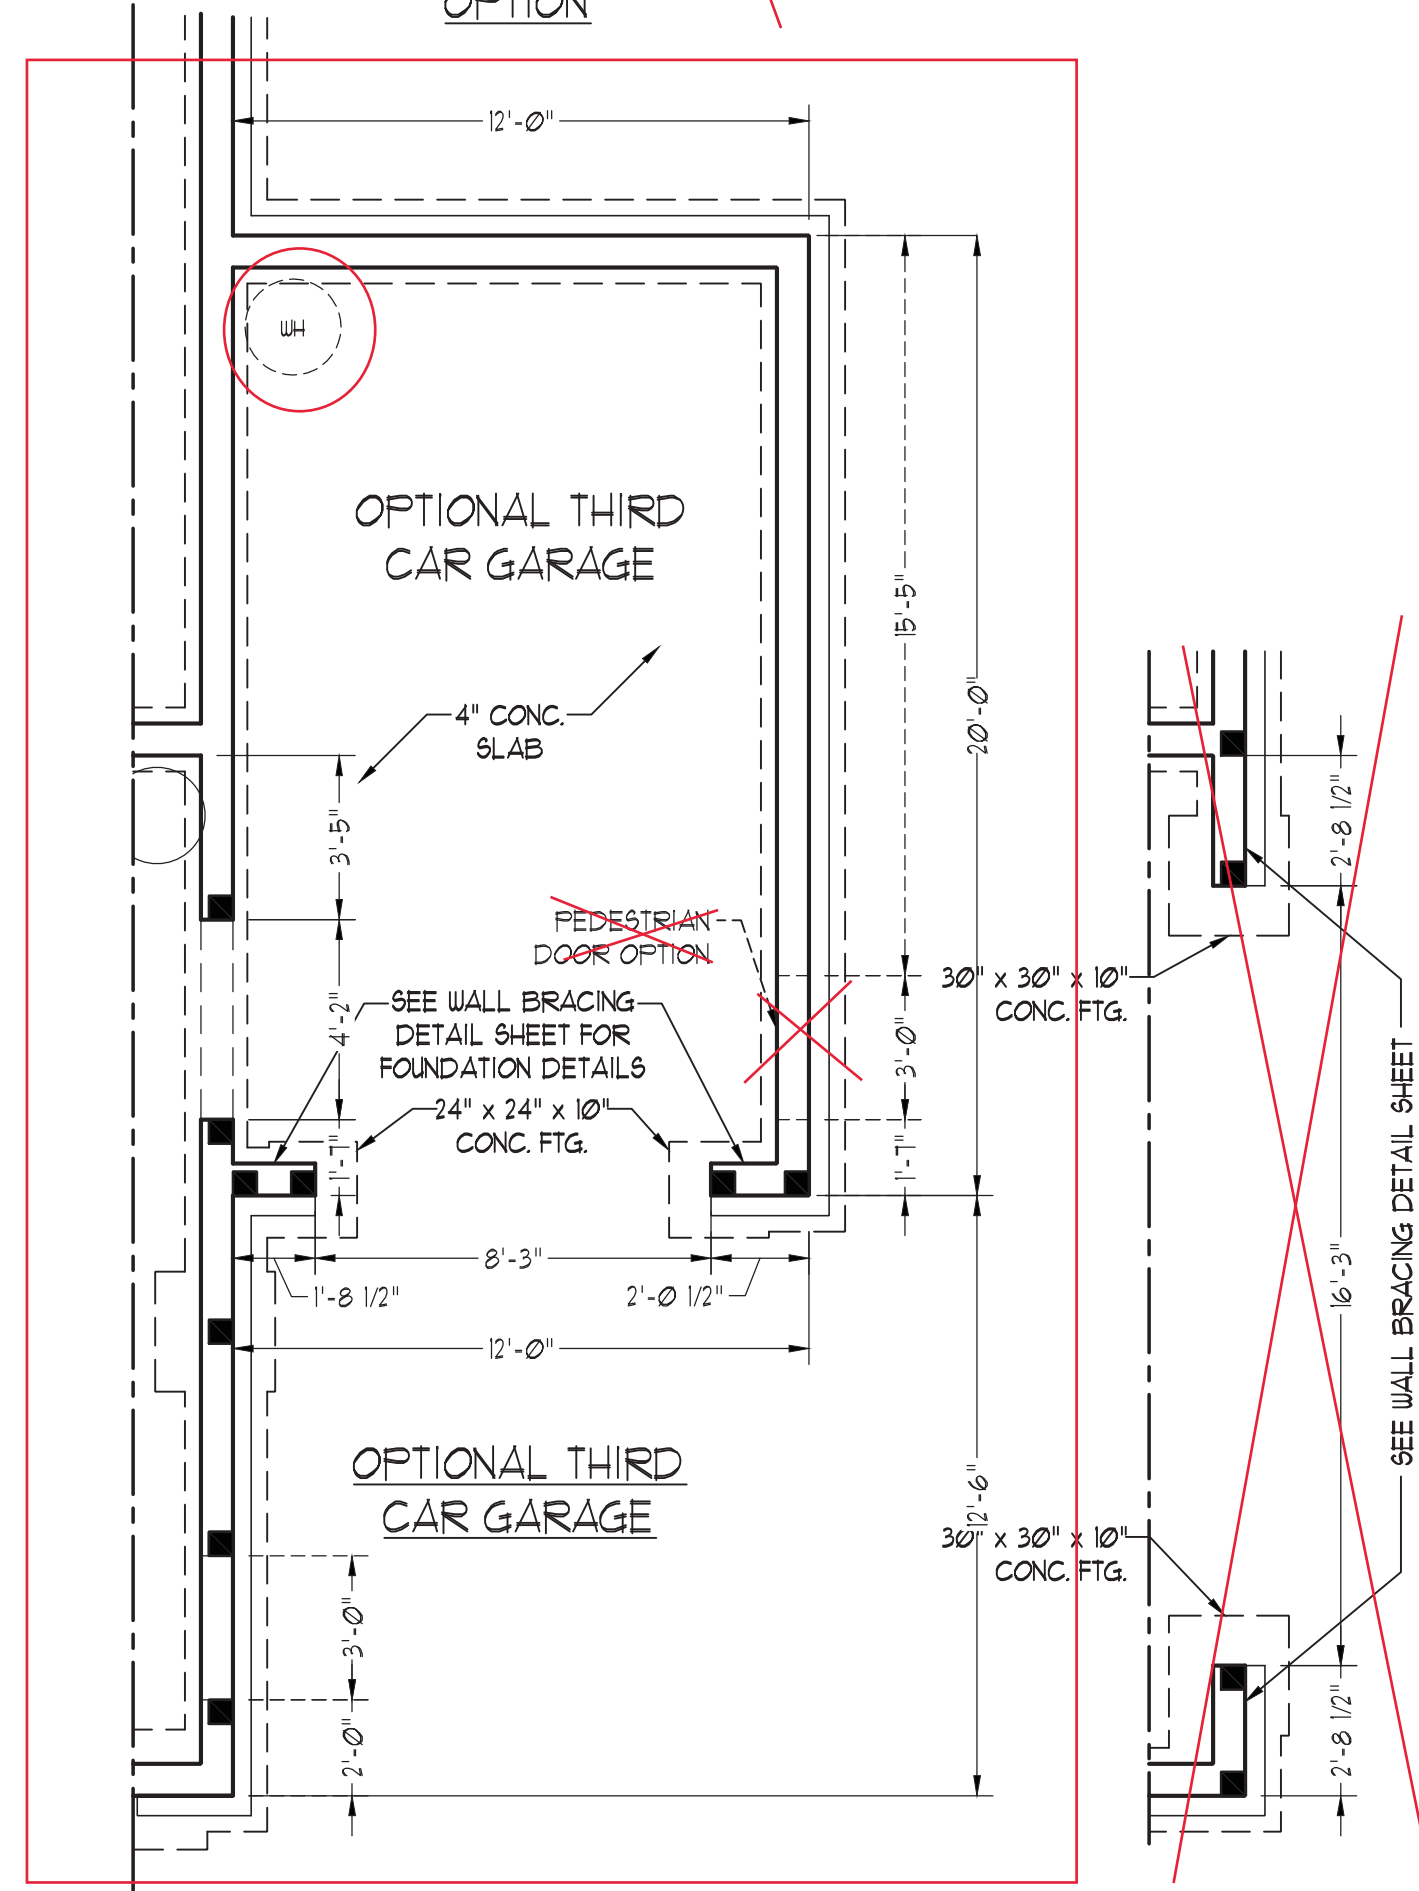 OPTION
12'-0"
WH
OPTIONAL THIRD
CAR GARAGE
15'-5"
20'-0"
4" CONC.
SLAB
3'-5"
2'-8 1/2"
PEDESTRIAN
DOOR OPTION
30" x 30" x 10"
CONC. FTG.
SEE WALL BRACING
DETAIL SHEET FOR
FOUNDATION DETAILS
4'-2"
3'-0"
24" x 24" x 10"
CONC. FTG.
1'-7"
1'-7"
8'-3"
1'-8 1/2"
2'-0 1/2"
12'-0"
16'-3"
SEE WALL BRACING DETAIL SHEET
OPTIONAL THIRD
CAR GARAGE
12'-6"
30" x 30" x 10"
CONC. FTG.
3'-0"
2'-0"
2'-8 1/2"